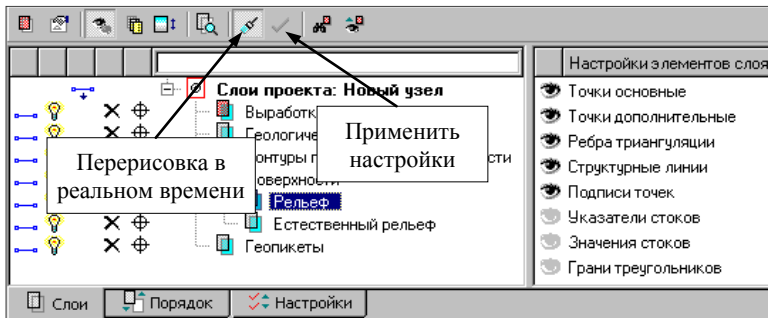 Настройки элементов слоя
Слои проекта: Новый узел
Точки основные
Выработк
Точки дополнительные
Геологиче
Применить
настройки
Ребра триангуляции
Перерисовка в
реальном времени
онтуры п
сти
Структурные линии
оверхности
Подписи точек
Рельеф
Указатели стоков
Естественный рельеф
Значения стоков
Геопикеты
Грани треугольников
Слои
Порядок
Настройки